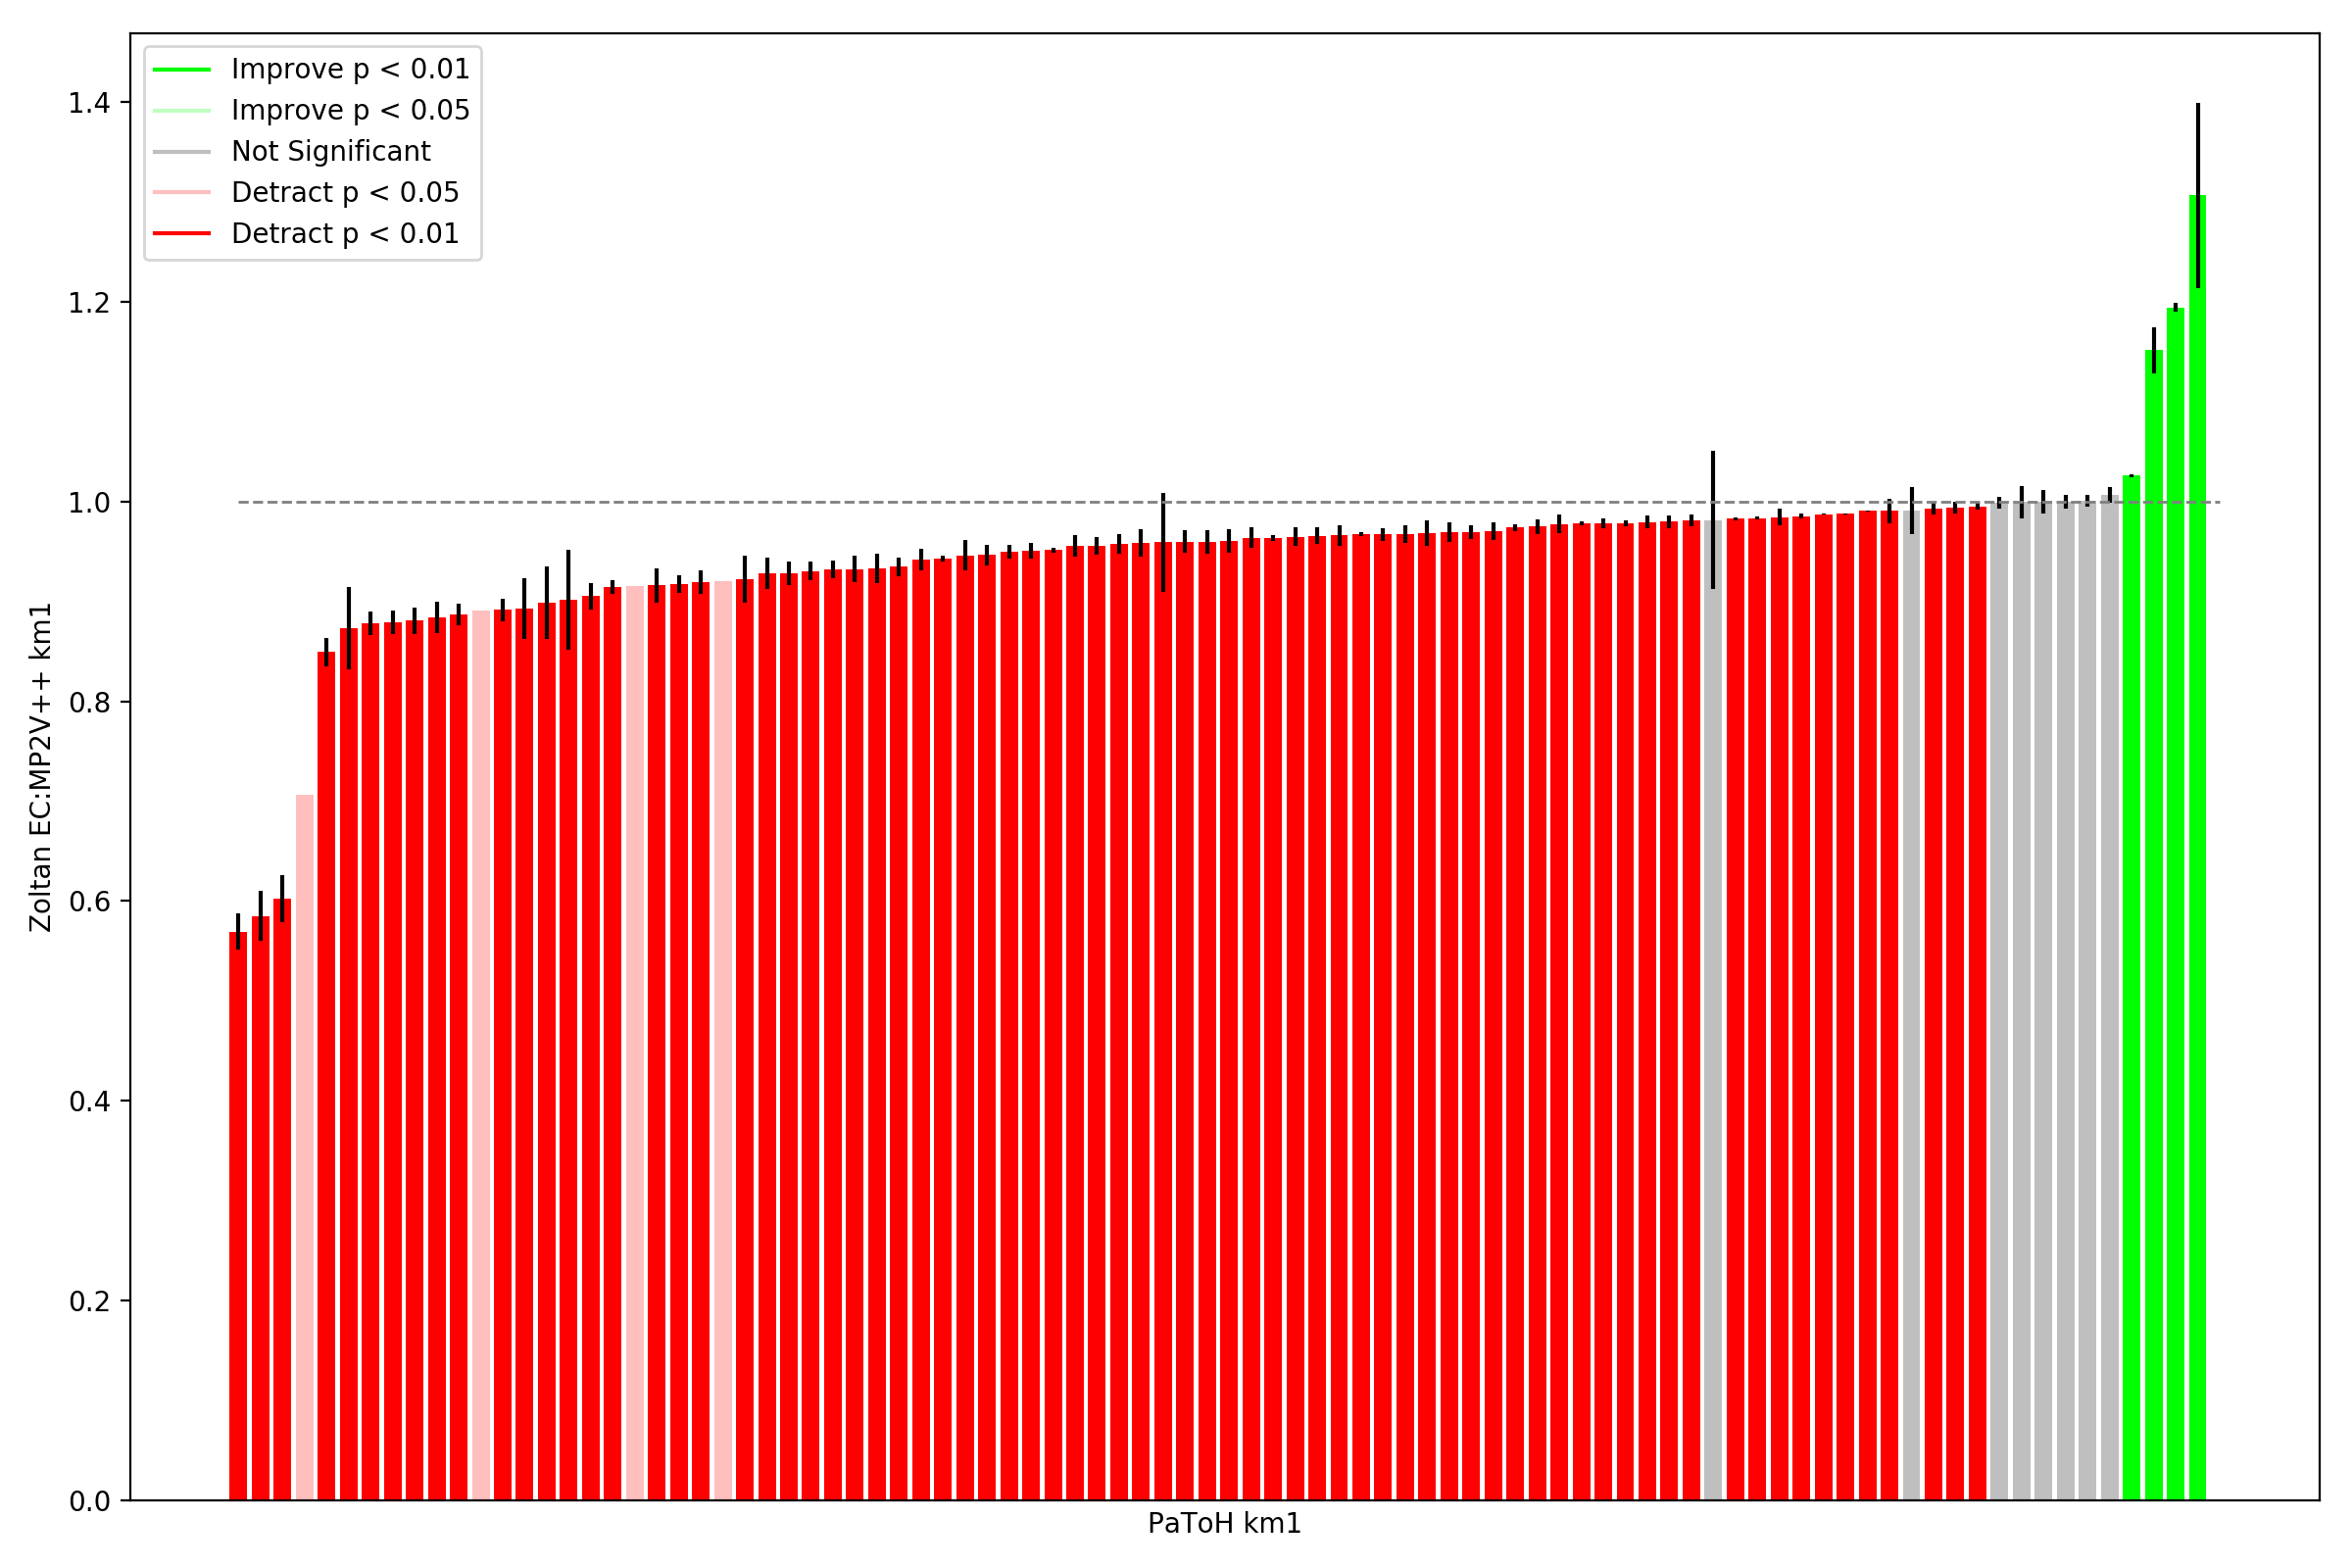 Improve p < 0.01
Improve p < 0.05
Not Significant
Detract p < 0.05
Detract p < 0.01
1.4
1.2
1.0
0.8
0.6
0.4
0.2
0.0
Zoltan EC:MP2V++ km1
PaToH km1